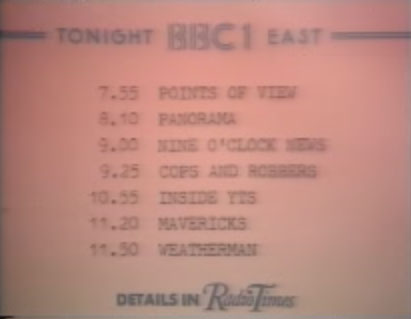 TONIGHT BBC1 EAST
7.55 POINTS OF VIEW
8.10 PANORAMA
9.00 NINE O'CLOCK NEWS
9.25 COPS AND ROBBERS
10.55 INSIDE YTS
11.20 MAVERICKS
11.50 WEATHERMAN
DETAILS IN Radio Times